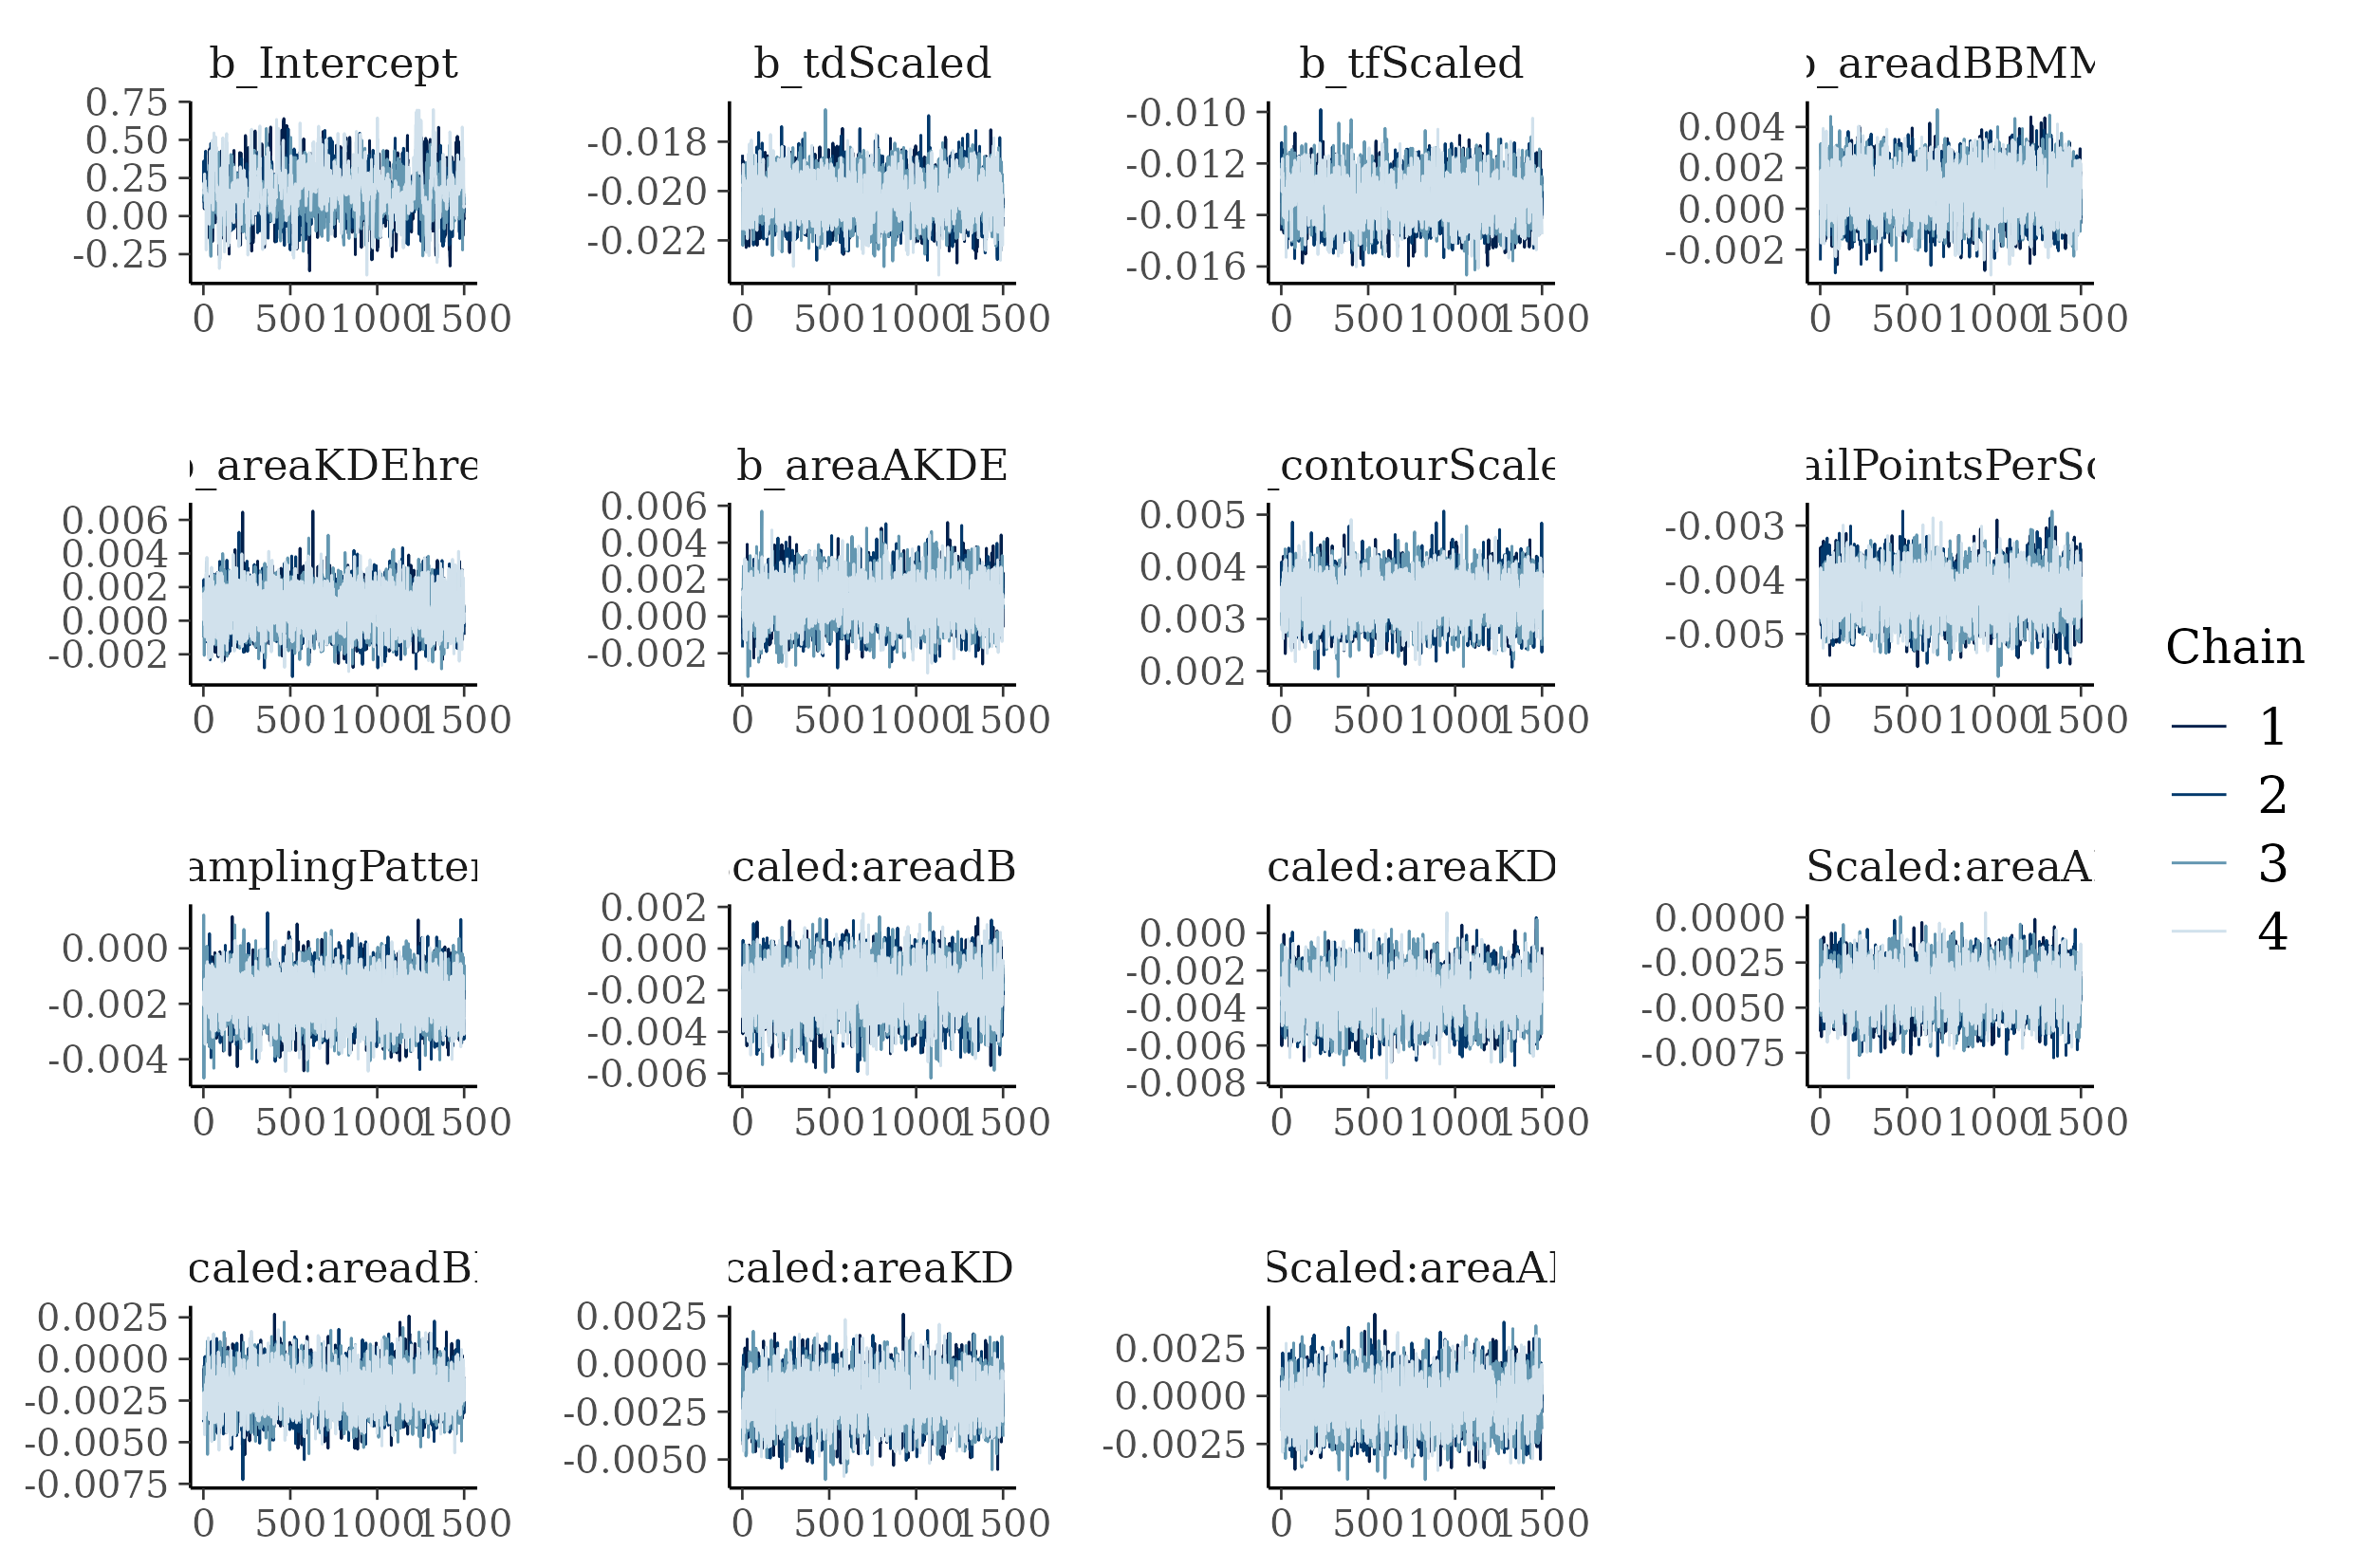 b_Intercept b_tdScaled b_tfScaled b_areadBBMM
0.75 0.50 0.25 0.00 -0.25
-0.018 -0.020 -0.022
-0.010 -0.012 -0.014 -0.016
0.004 0.002 0.000 -0.002
0 500 1000 1500 0 500 1000 1500 0 500 1000 1500 0 500 1000 1500
b_areaKDEhre b_areaAKDE _contourScale ailPointsPerSc
0.006 0.004 0.002 0.000 -0.002
0.006 0.004 0.002 0.000 -0.002
0.005 0.004 0.003 0.002
-0.003 -0.004 -0.005
0 500 1000 1500 0 500 1000 1500 0 500 1000 1500 0 500 1000 1500
Chain
1
2
3
4
amplingPatter caled:areadB caled:areaKD Scaled:areaA
0.000 -0.002 -0.004
0.002 0.000 -0.002 -0.004 -0.006
0.000 -0.002 -0.004 -0.006 -0.008
0.0000 -0.0025 -0.0050 -0.0075
0 500 1000 1500 0 500 1000 1500 0 500 1000 1500 0 500 1000 1500
caled:areadB caled:areaKD Scaled:areaA
0.0025 0.0000 -0.0025 -0.0050 -0.0075
0.0025 0.0000 -0.0025 -0.0050
0.0025 0.0000 -0.0025
0 500 1000 1500 0 500 1000 1500 0 500 1000 1500